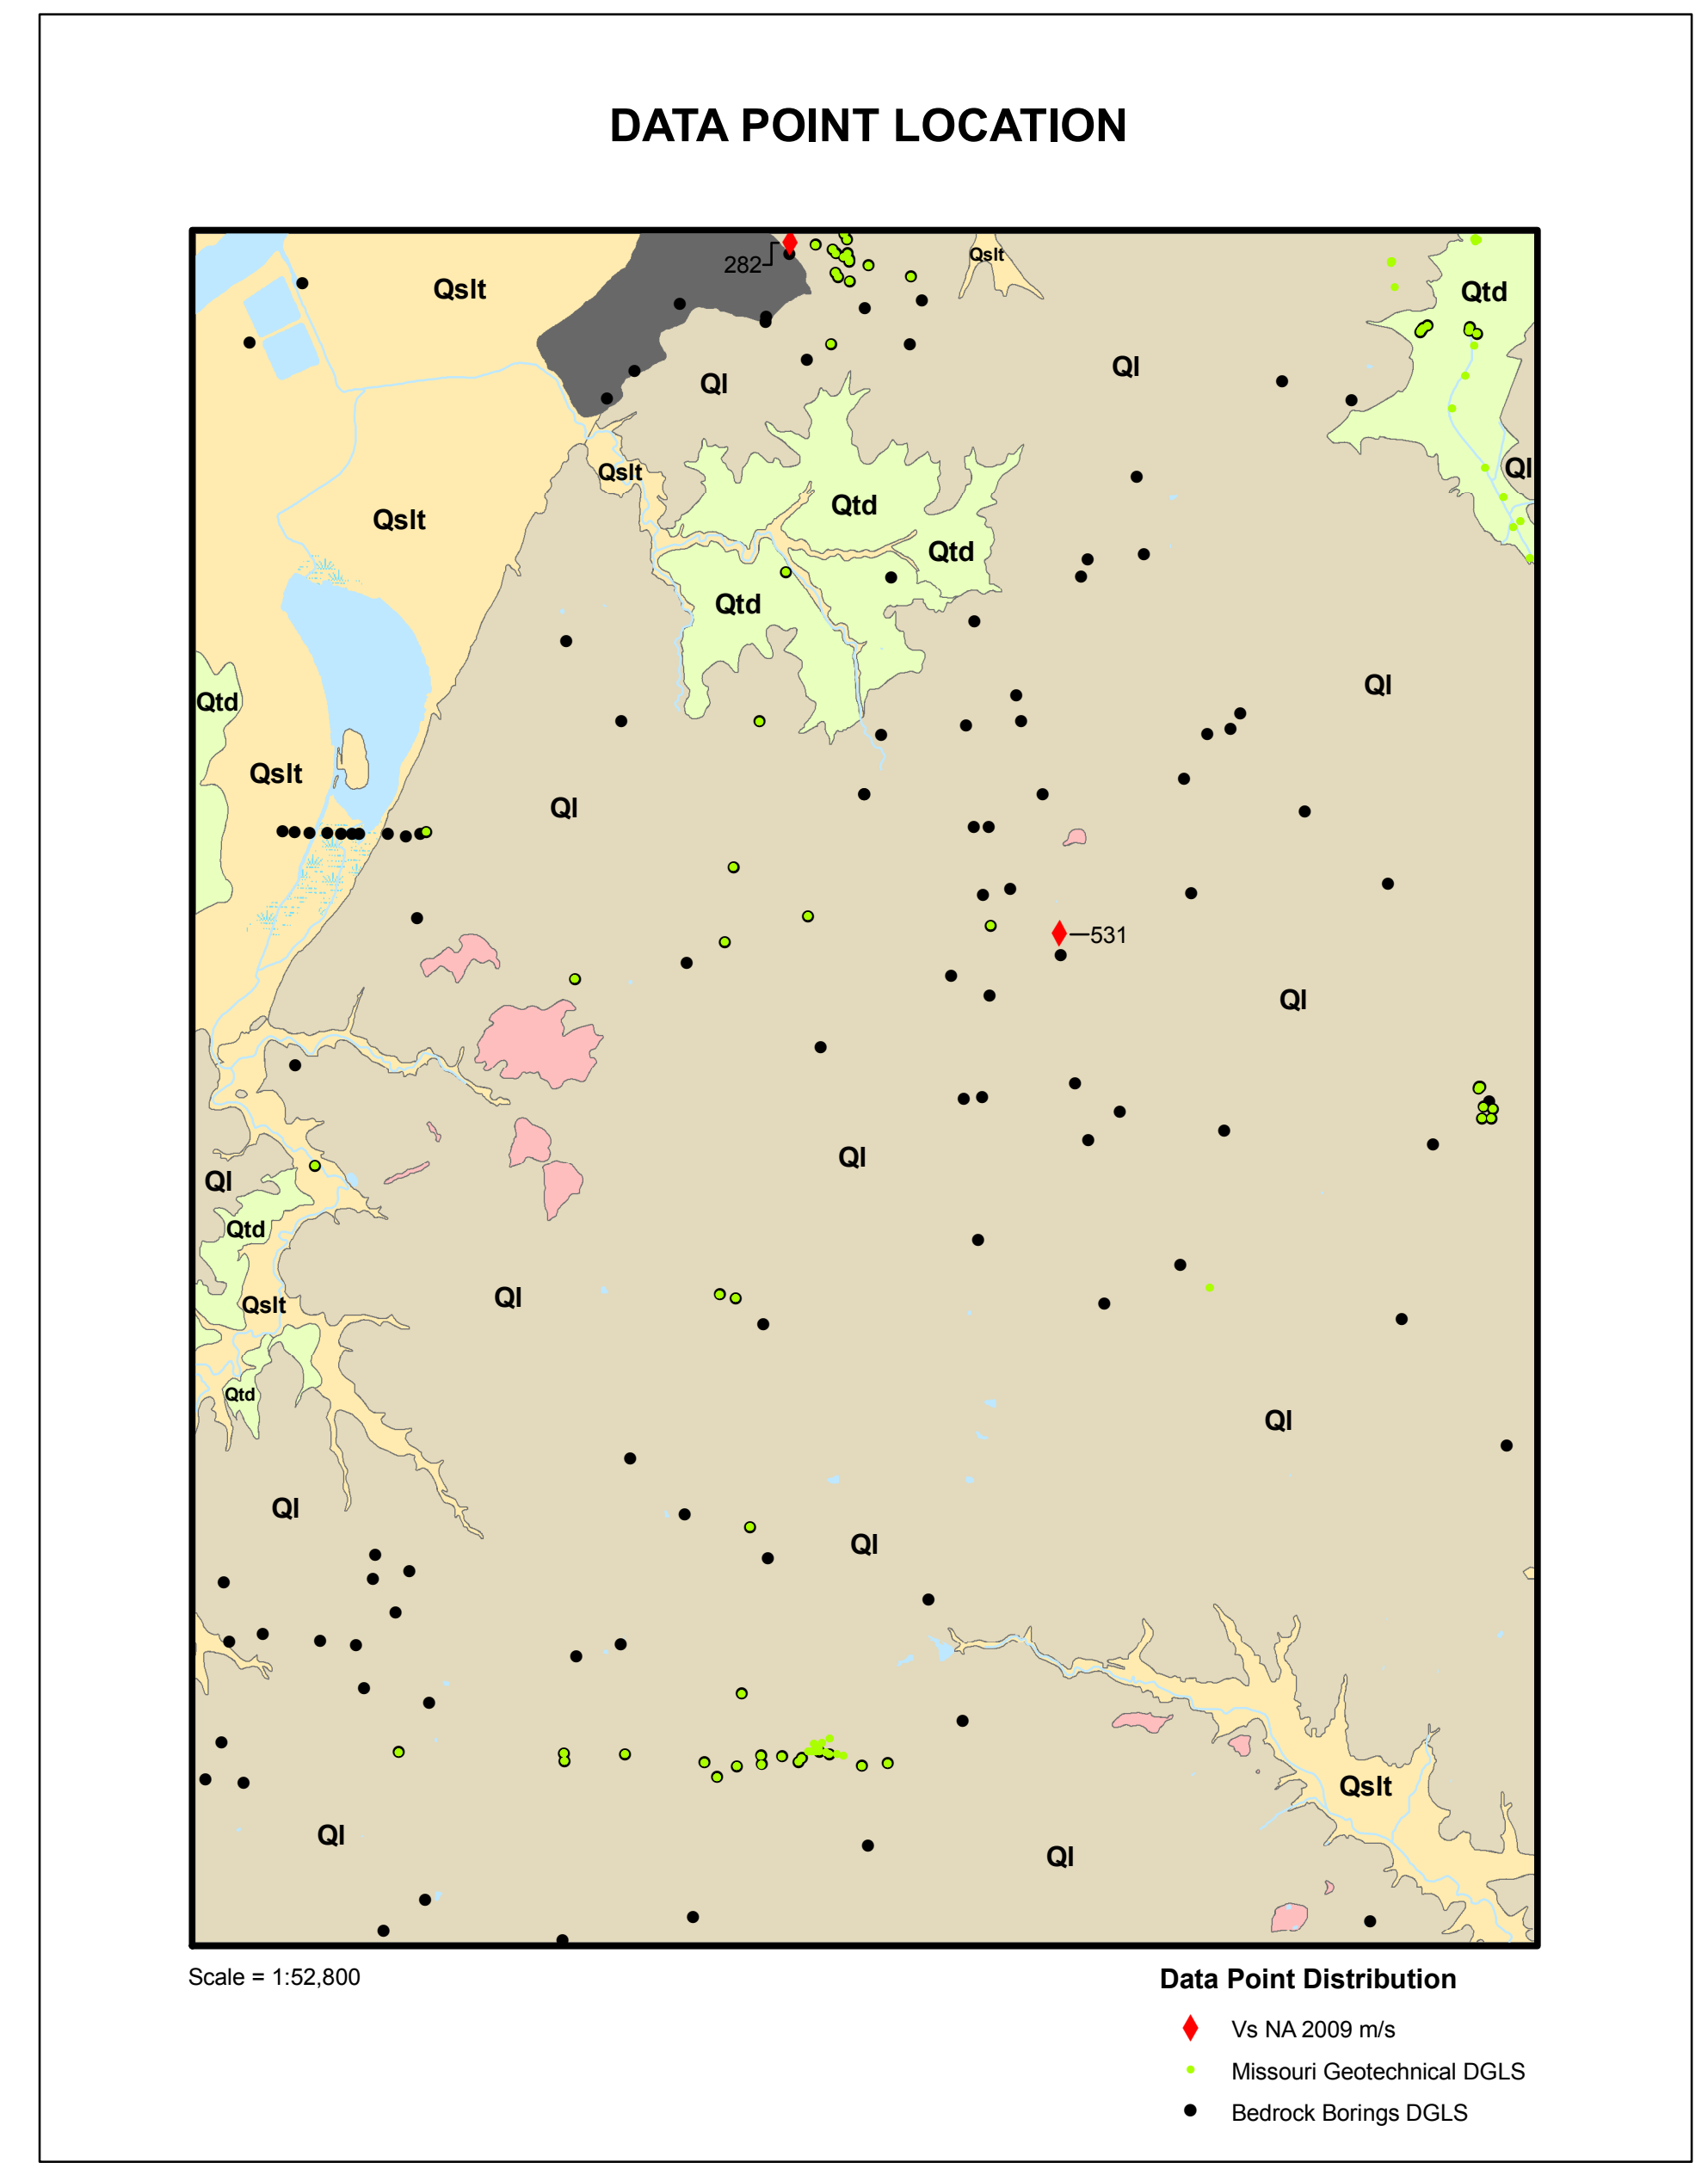 DATA POINT LOCATION
Qslt
282
Qslt
Qtd
Ql
Ql
Ql
Qslt
Qtd
Qslt
Qtd
Qtd
Ql
Qtd
Qslt
Ql
531
Ql
Ql
Ql
Qtd
Ql
Qslt
Qtd
Ql
Ql
Ql
Qslt
Ql
Ql
Scale = 1:52,800
Data Point Distribution
Vs NA 2009 m/s
Missouri Geotechnical DGLS
Bedrock Borings DGLS